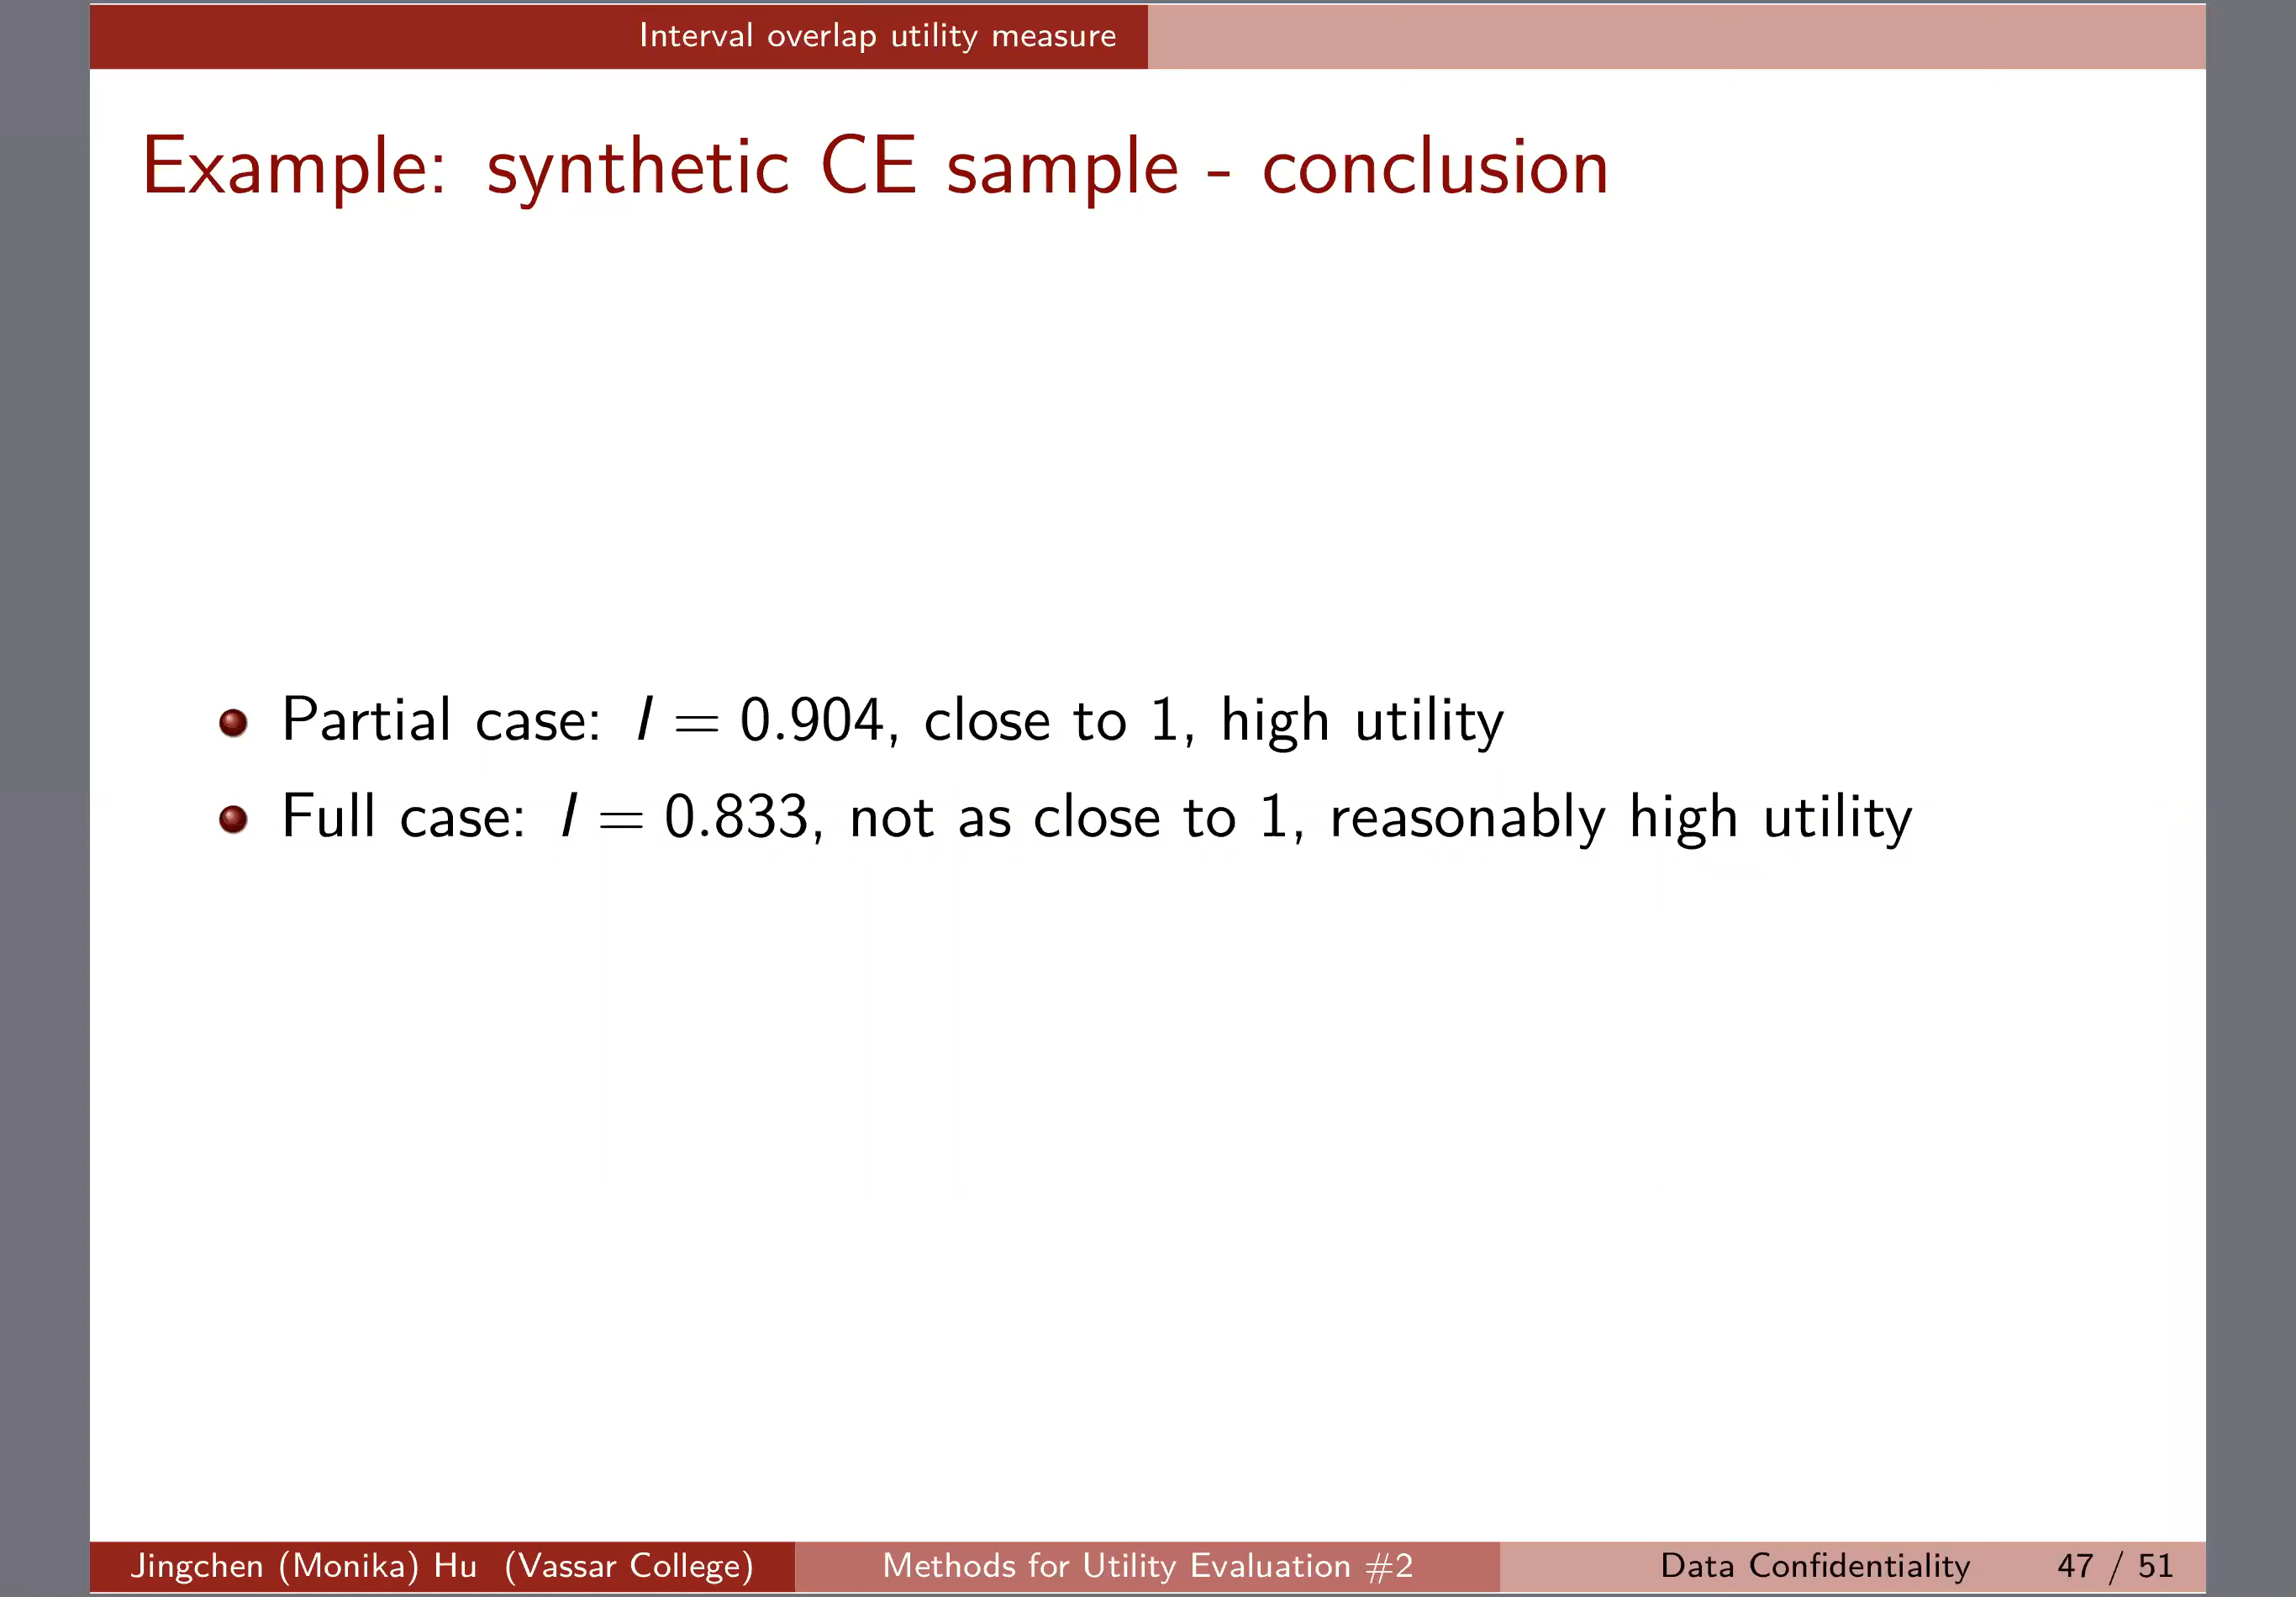 Interval overlap utility measure
Example: synthetic CE sample - conclusion
Partial case: I = 0.904, close to 1, high utility
Full case: I = 0.833, not as close to 1, reasonably high utility
Jingchen (Monika) Hu (Vassar College) Methods for Utility Evaluation #2 Data Confidentiality 47 / 51